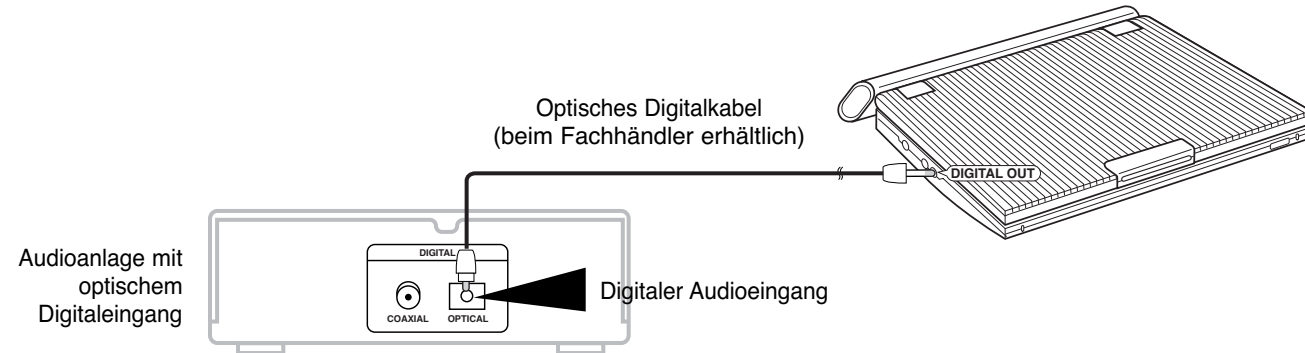 Optisches Digitalkabel
(beim Fachhändler erhältlich)
DIGITAL OUT
Audioanlage mit
optischem
Digitaleingang
DIGITAL
COAXIAL
OPTICAL
Digitaler Audioeingang